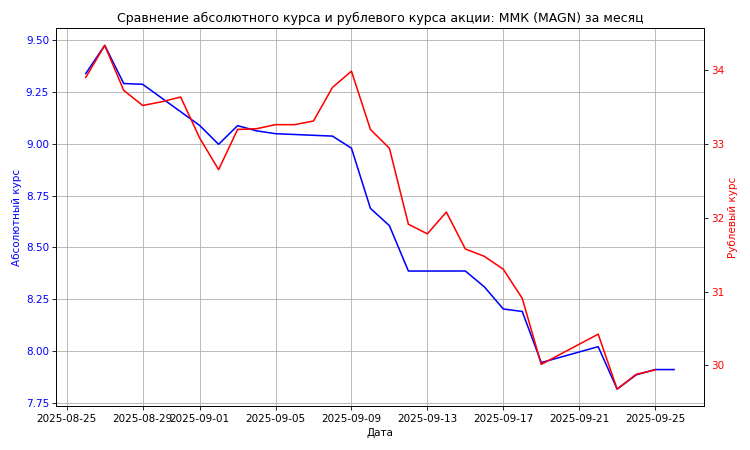 Сравнение абсолютного курса и рублевого курса акции: ММК (MAGN) за месяц
9.50
9.25
9.00
8.75
8.50
8.25
8.00
7.75
Абсолютный курс
34
33
32
31
30
Рублевый курс
2025-08-25 2025-08-29 2025-09-01 2025-09-05 2025-09-09 2025-09-13 2025-09-17 2025-09-21 2025-09-25
Дата